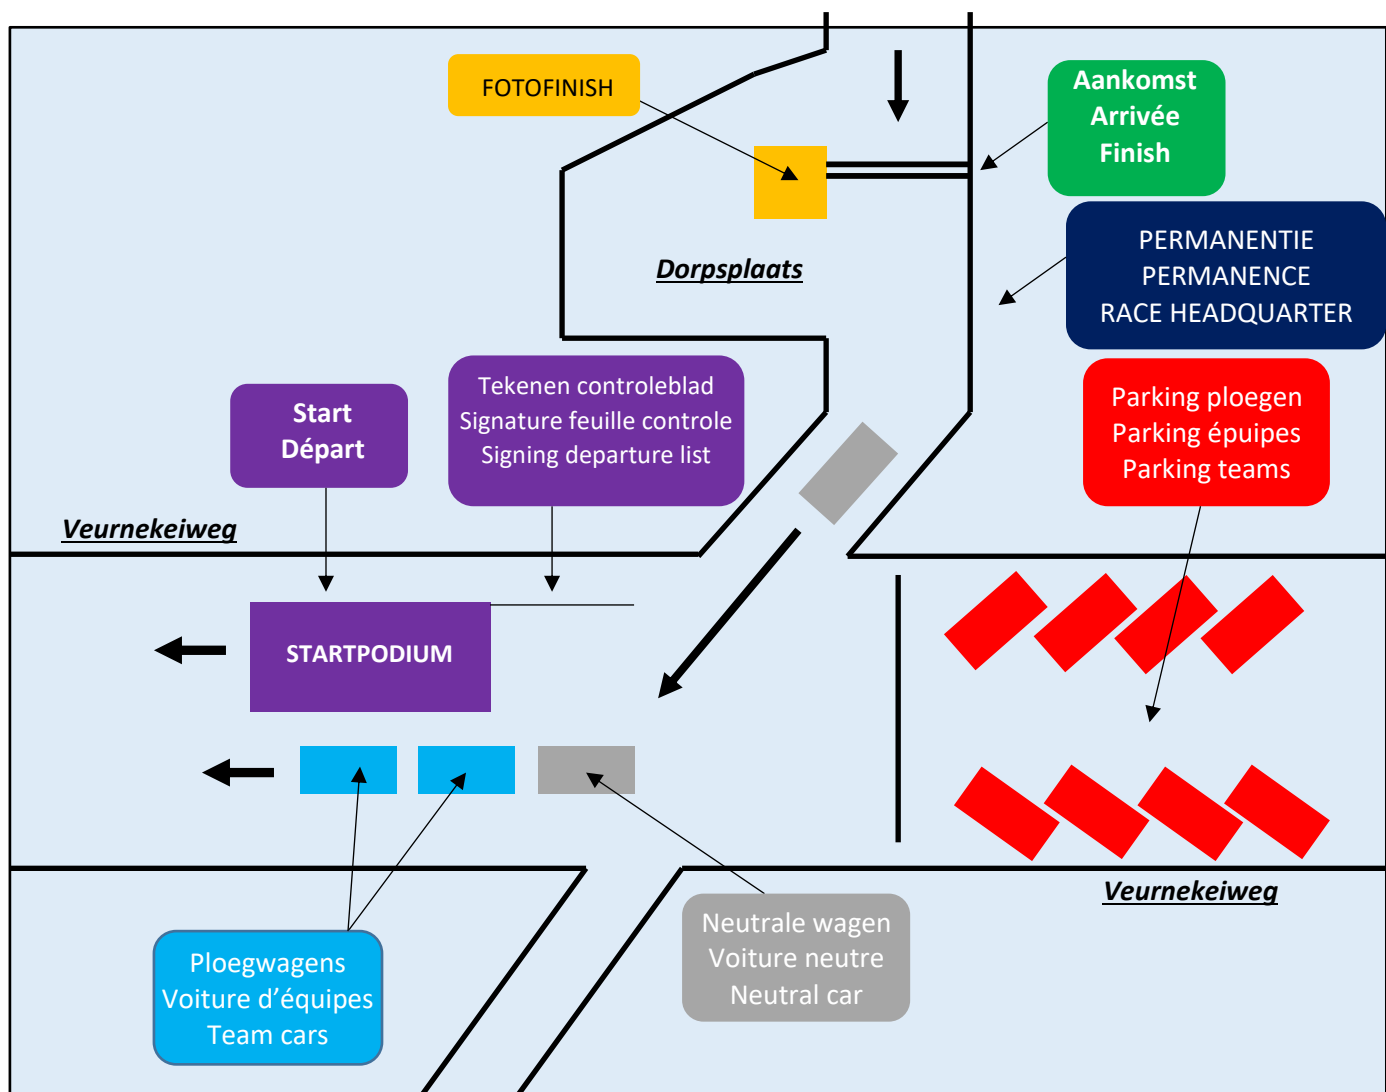 FOTOFINISH
Aankomst
Arrivée
Finish
PERMANENTIE
PERMANENCE
RACE HEADQUARTER
Dorpsplaats
Start
Départ
Tekenen controleblad
Signature feuille controle
Signing departure list
Parking ploegen
Parking épuipes
Parking teams
Veurnekeiweg
STARTPODIUM
Veurnekeiweg
Ploegwagens
Voiture d’équipes
Team cars
Neutrale wagen
Voiture neutre
Neutral car